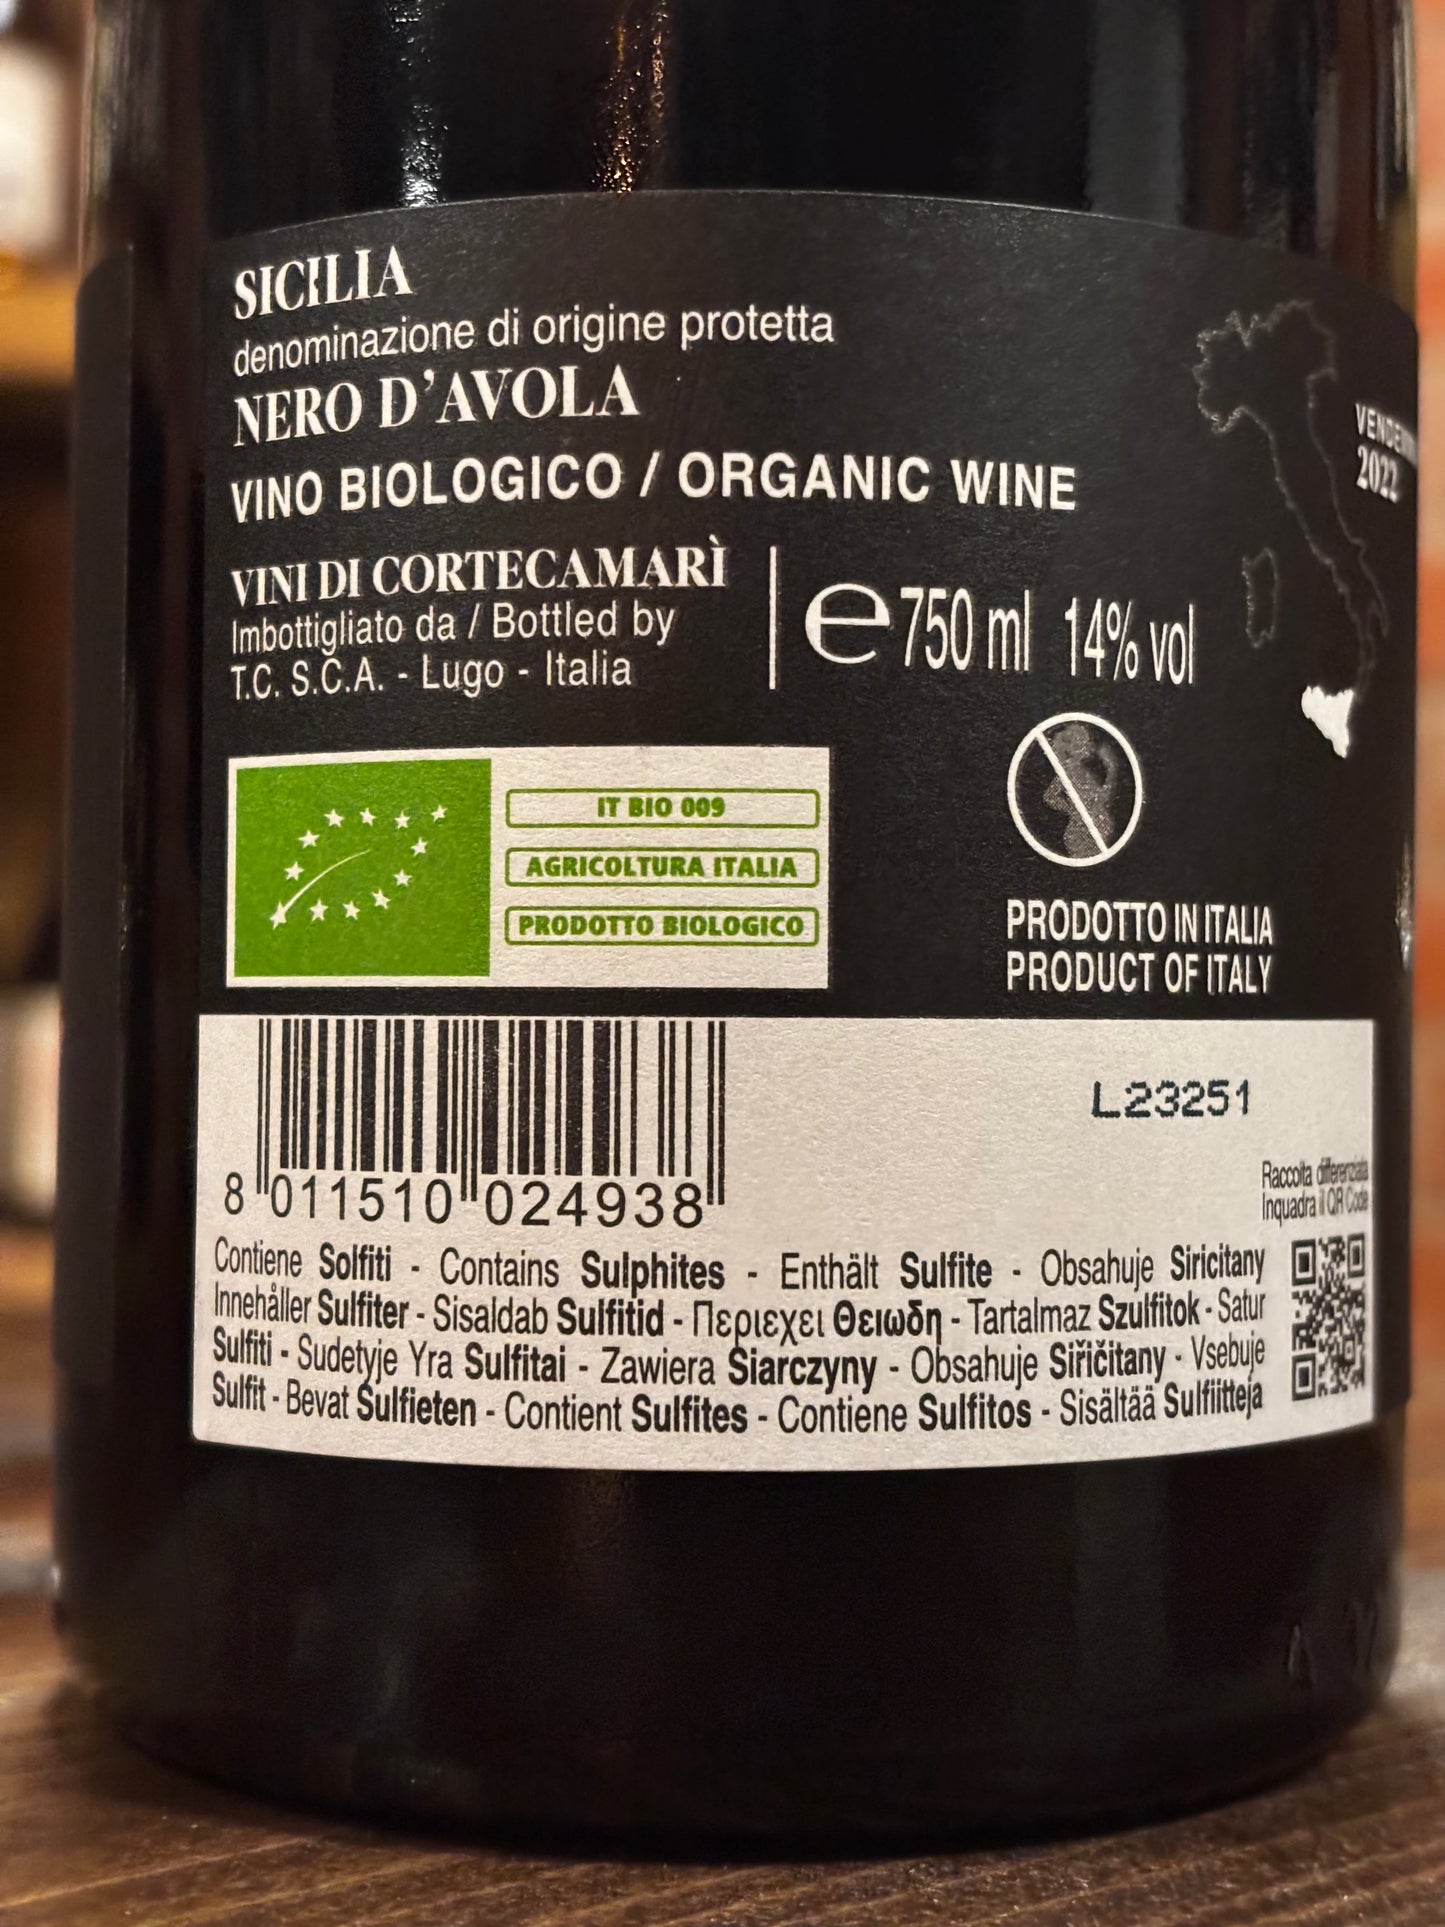 SICILIA
denominazione di origine protetta
NERO D'AVOLA
VINO BIOLOGICO / ORGANIC WINE
2022
VINI DI CORTECAMARÌ
Imbottigliato da / Bottled by
T.C. S.C.A. - Lugo - Italia
e 750 ml 14% vol
IT BIO 009
AGRICOLTURA ITALIA
PRODOTTO BIOLOGICO
PRODOTTO IN ITALIA
PRODUCT OF ITALY
8 011510 024938
L23251
Raccolta differenziata
Inquadra il QR Code
Contiene Solfiti - Contains Sulphites - Enthält Sulfite - Obsahuje Siricitany
Innehåller Sulfiter - Sisaldab Sulfitid - Περιεχει Θειωδη - Tartalmaz Szulfitok - Satur
Sulfiti - Sudetyje Yra Sulfitai - Zawiera Siarczyny - Obsahuje Siřičitany - Vsebuje
Sulfit - Bevat Sulfieten - Contient Sulfites - Contiene Sulfitos - Sisältää Sulfiitteja